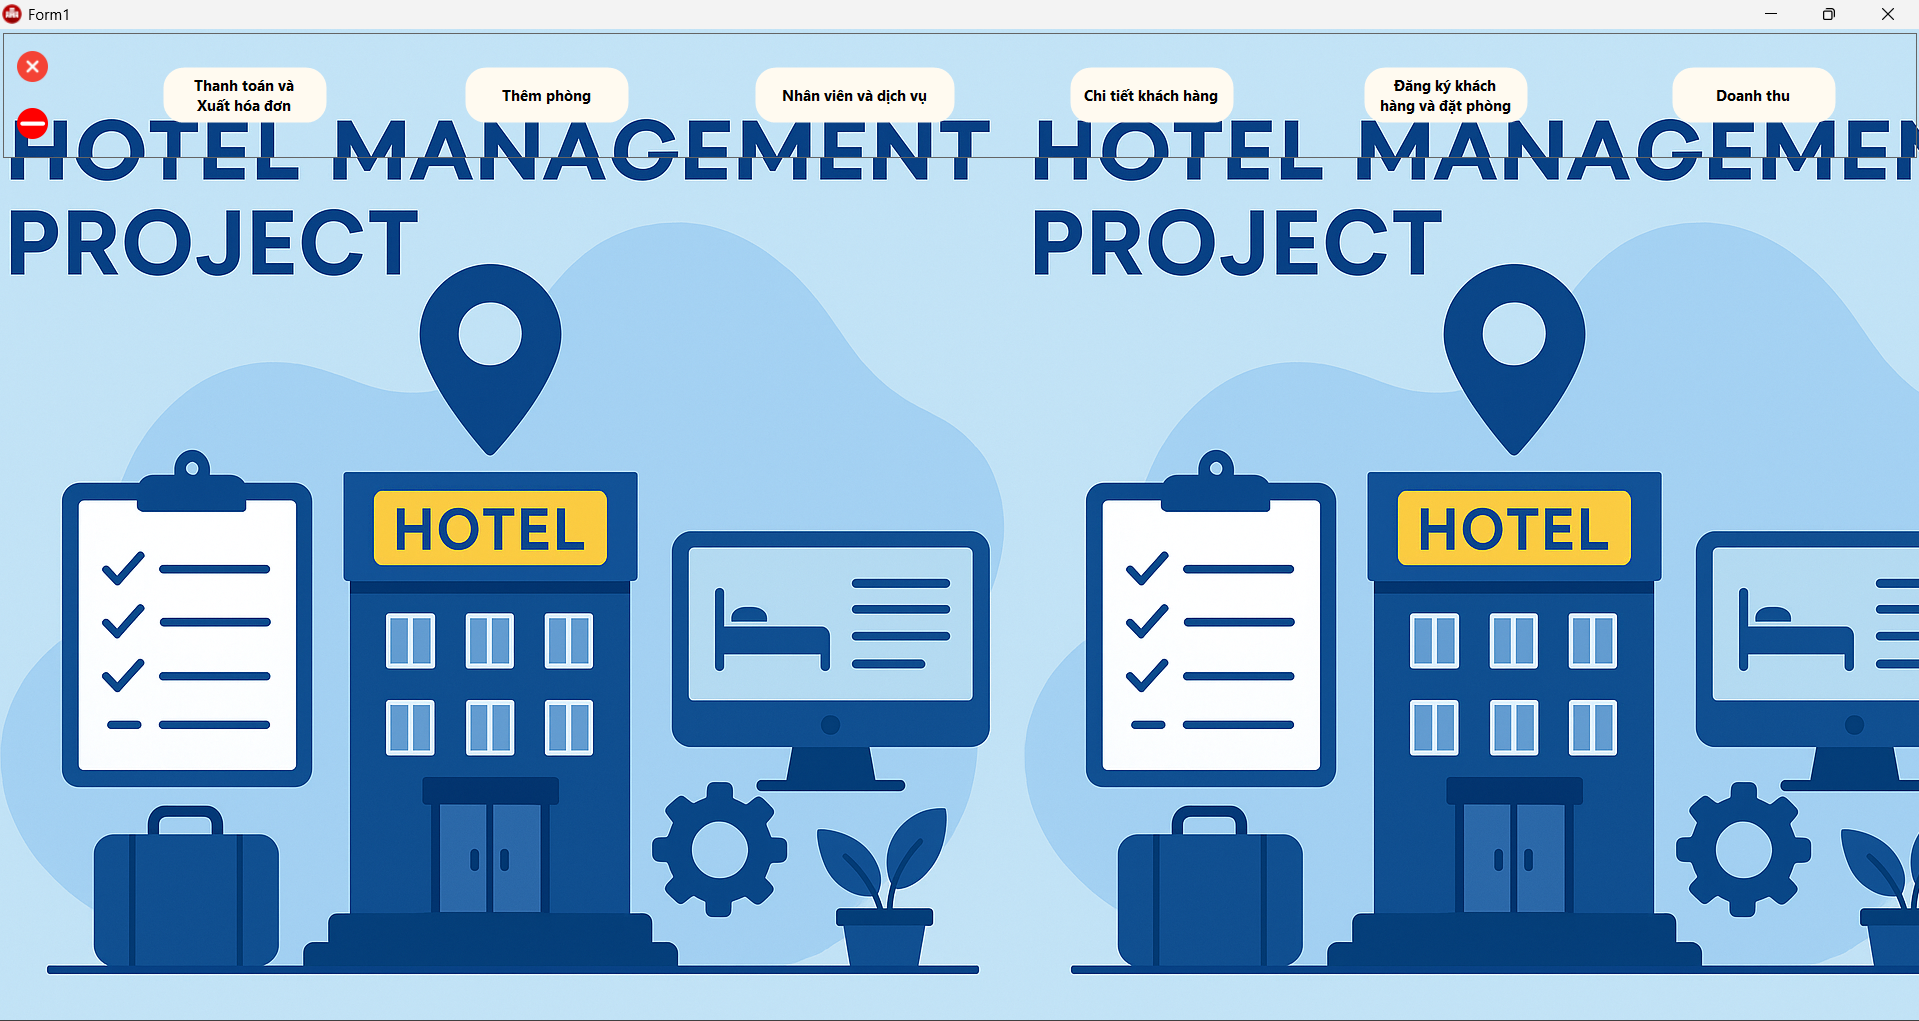 Form1
Thanh toán và
Xuất hóa đơn
Thêm phòng
Nhân viên và dịch vụ
Chi tiết khách hàng
Đăng ký khách
hàng và đặt phòng
Doanh thu
HOTEL MANAGEMENT
PROJECT
HOTEL MANAGEMEN
PROJECT
HOTEL
HOTEL